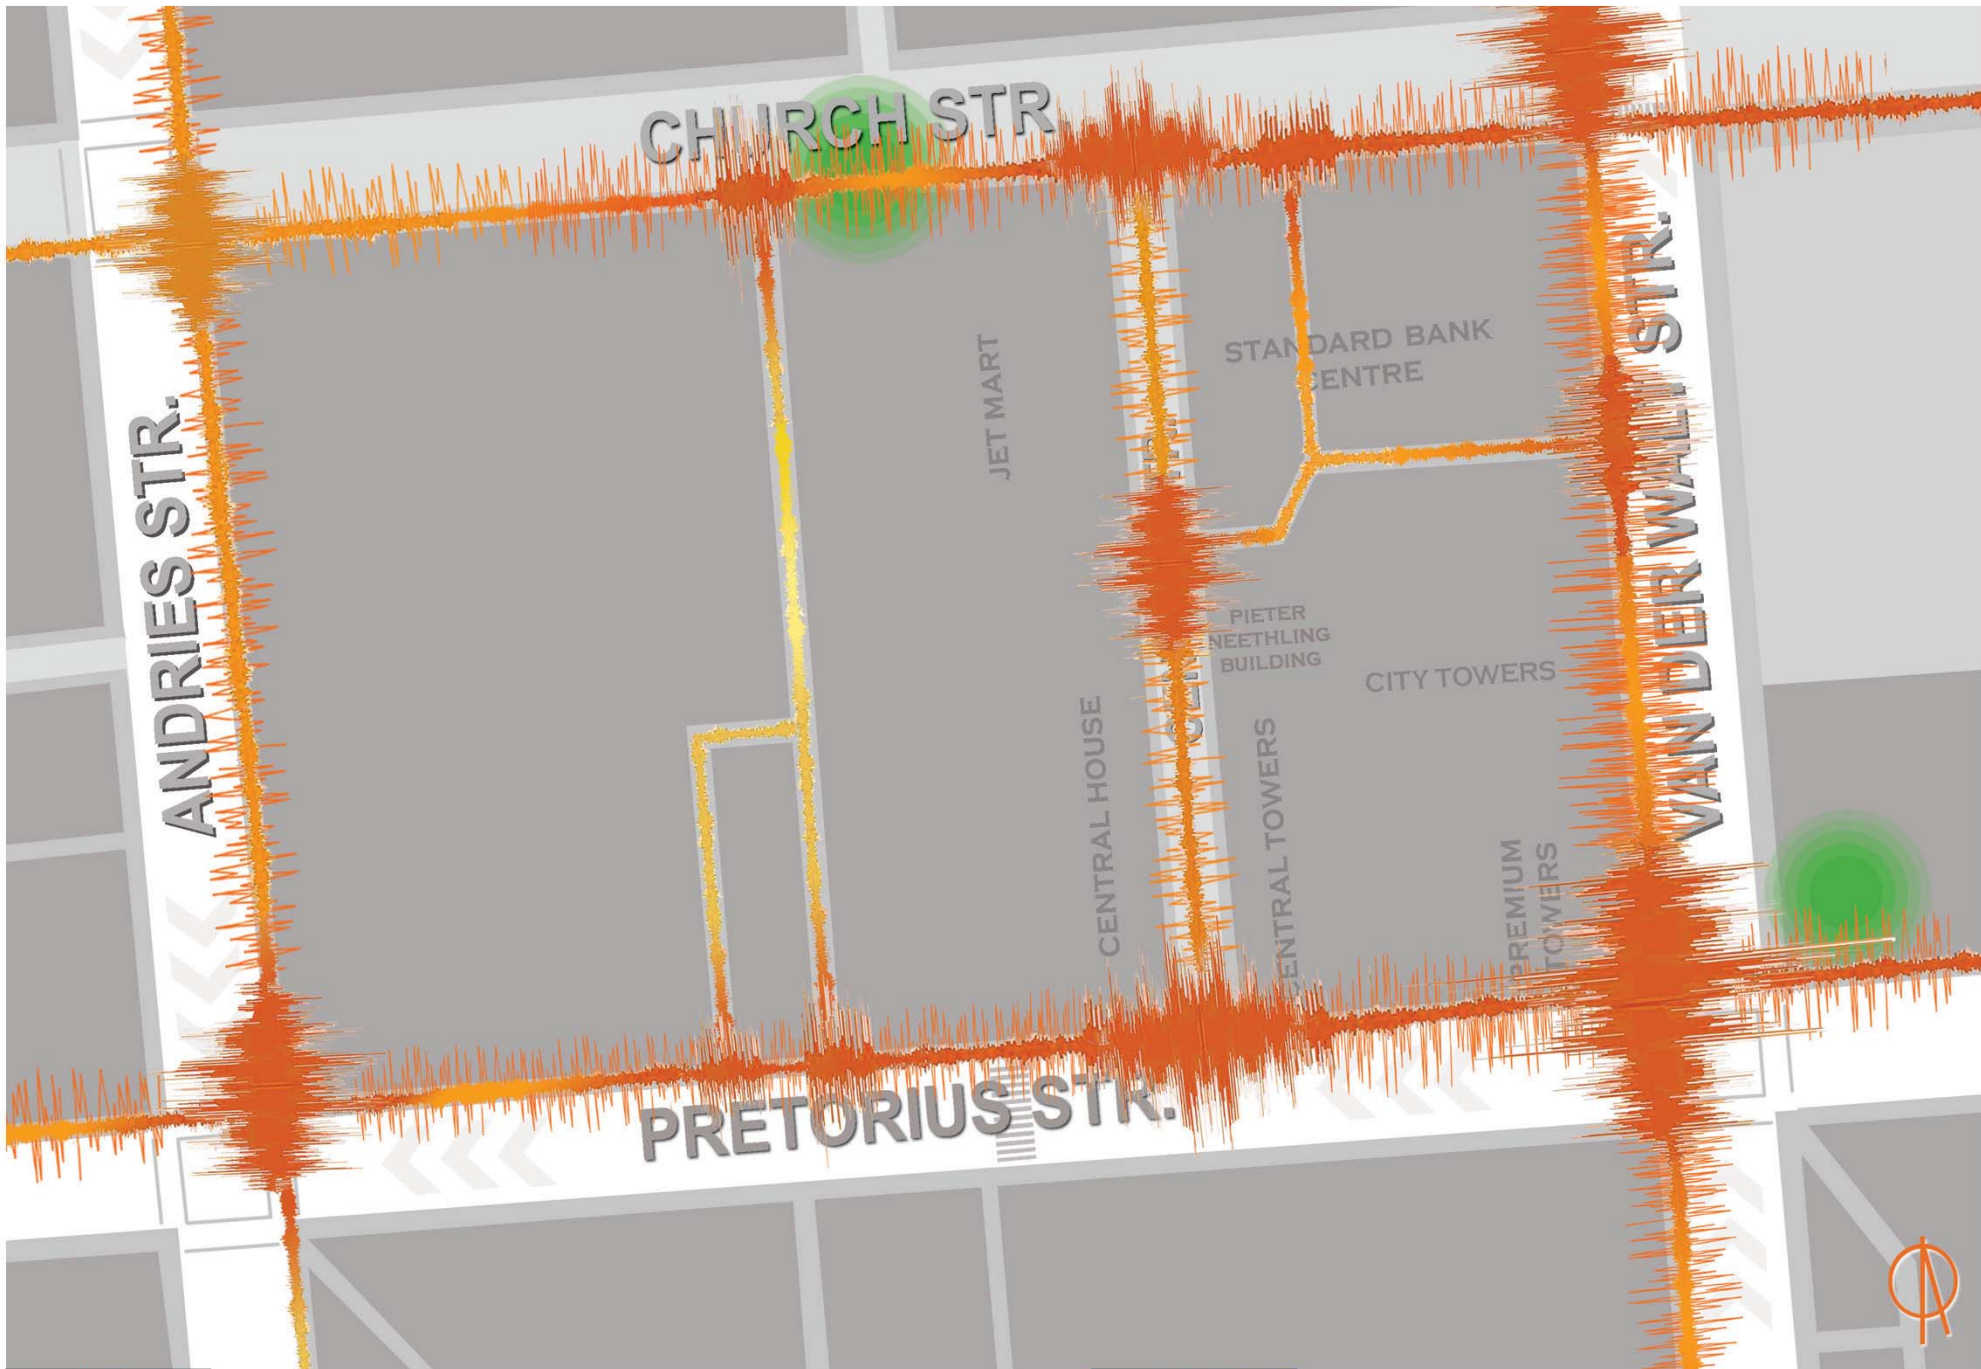 CHURCH STR
STANDARD BANK
CENTRE
JET MART
ANDRIES STR.
VAN DER WALT STR.
PIETER
NEETHLING
BUILDING
CITY TOWERS
CENTRAL HOUSE
CENTRAL TOWERS
PREMIUM
TOWERS
PRETORIUS STR.